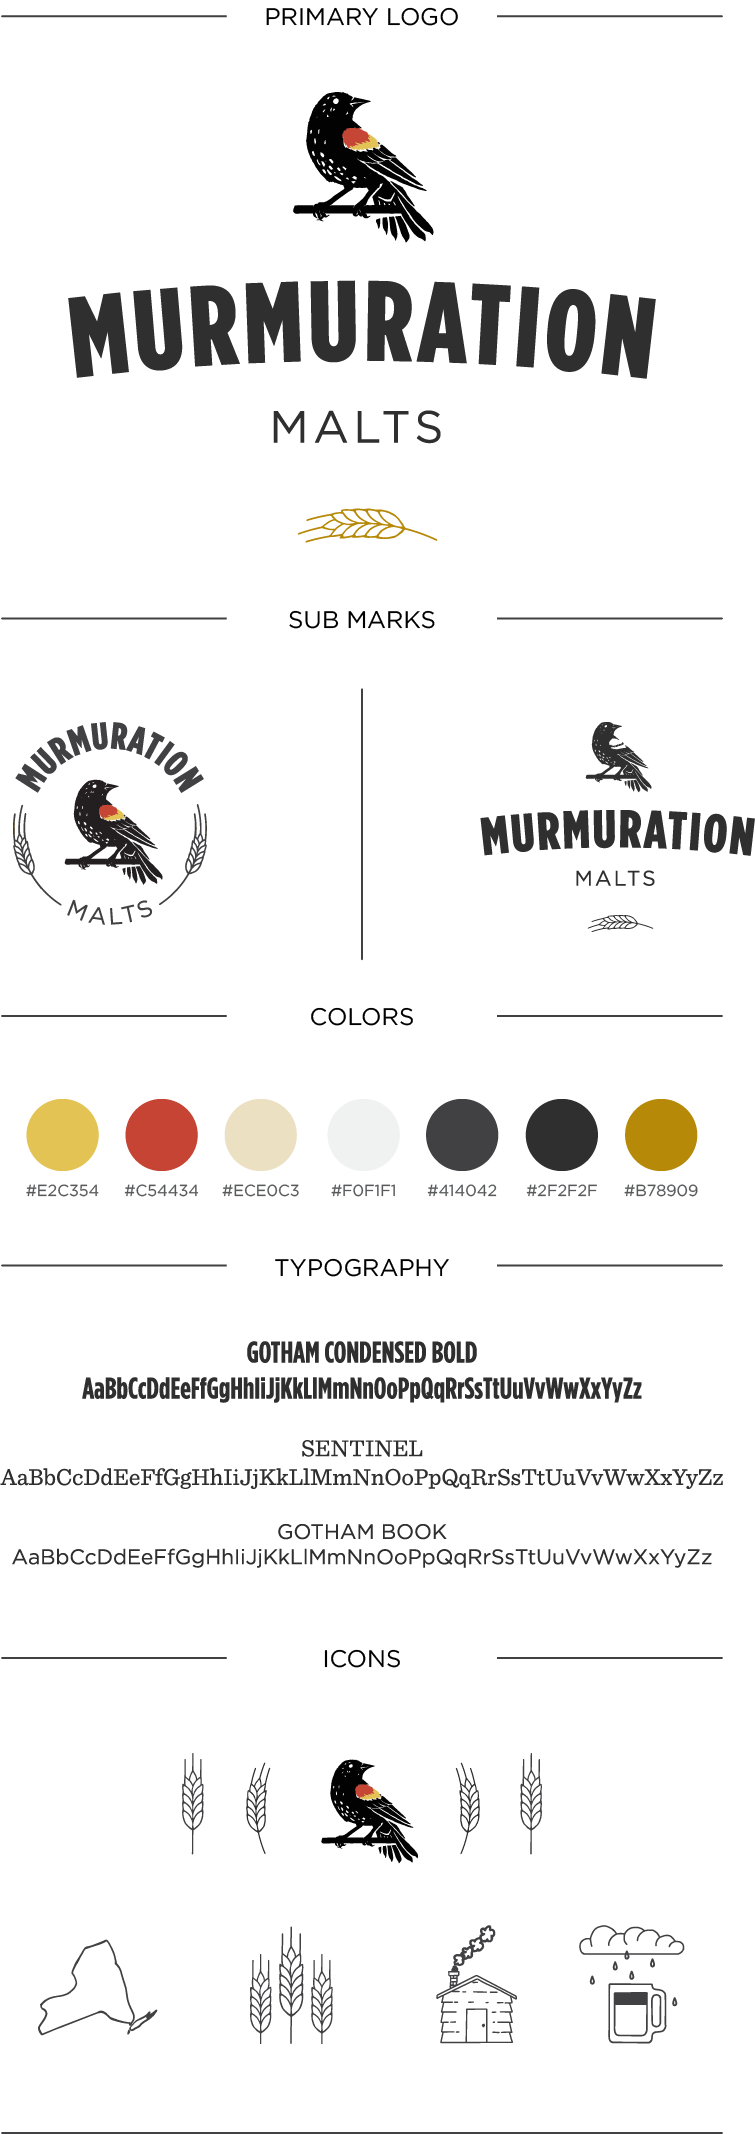 PRIMARY LOGO
MURMURATION
MALTS
SUB MARKS
MURMURATION
MALTS
MURMURATION
MALTS
COLORS
#E2C354 #C54434 #ECE0C3 #F0F1F1 #414042 #2F2F2F #B78909
TYPOGRAPHY
GOTHAM CONDENSED BOLD
AaBbCcDdEeFfGgHhIiJjKkLlMmNnOoPpQqRrSsTtUuVvWwXxYyZz
SENTINEL
AaBbCcDdEeFfGgHhIiJjKkLlMmNnOoPpQqRrSsTtUuVvWwXxYyZz
GOTHAM BOOK
AaBbCcDdEeFfGgHhIiJjKkLlMmNnOoPpQqRrSsTtUuVvWwXxYyZz
ICONS